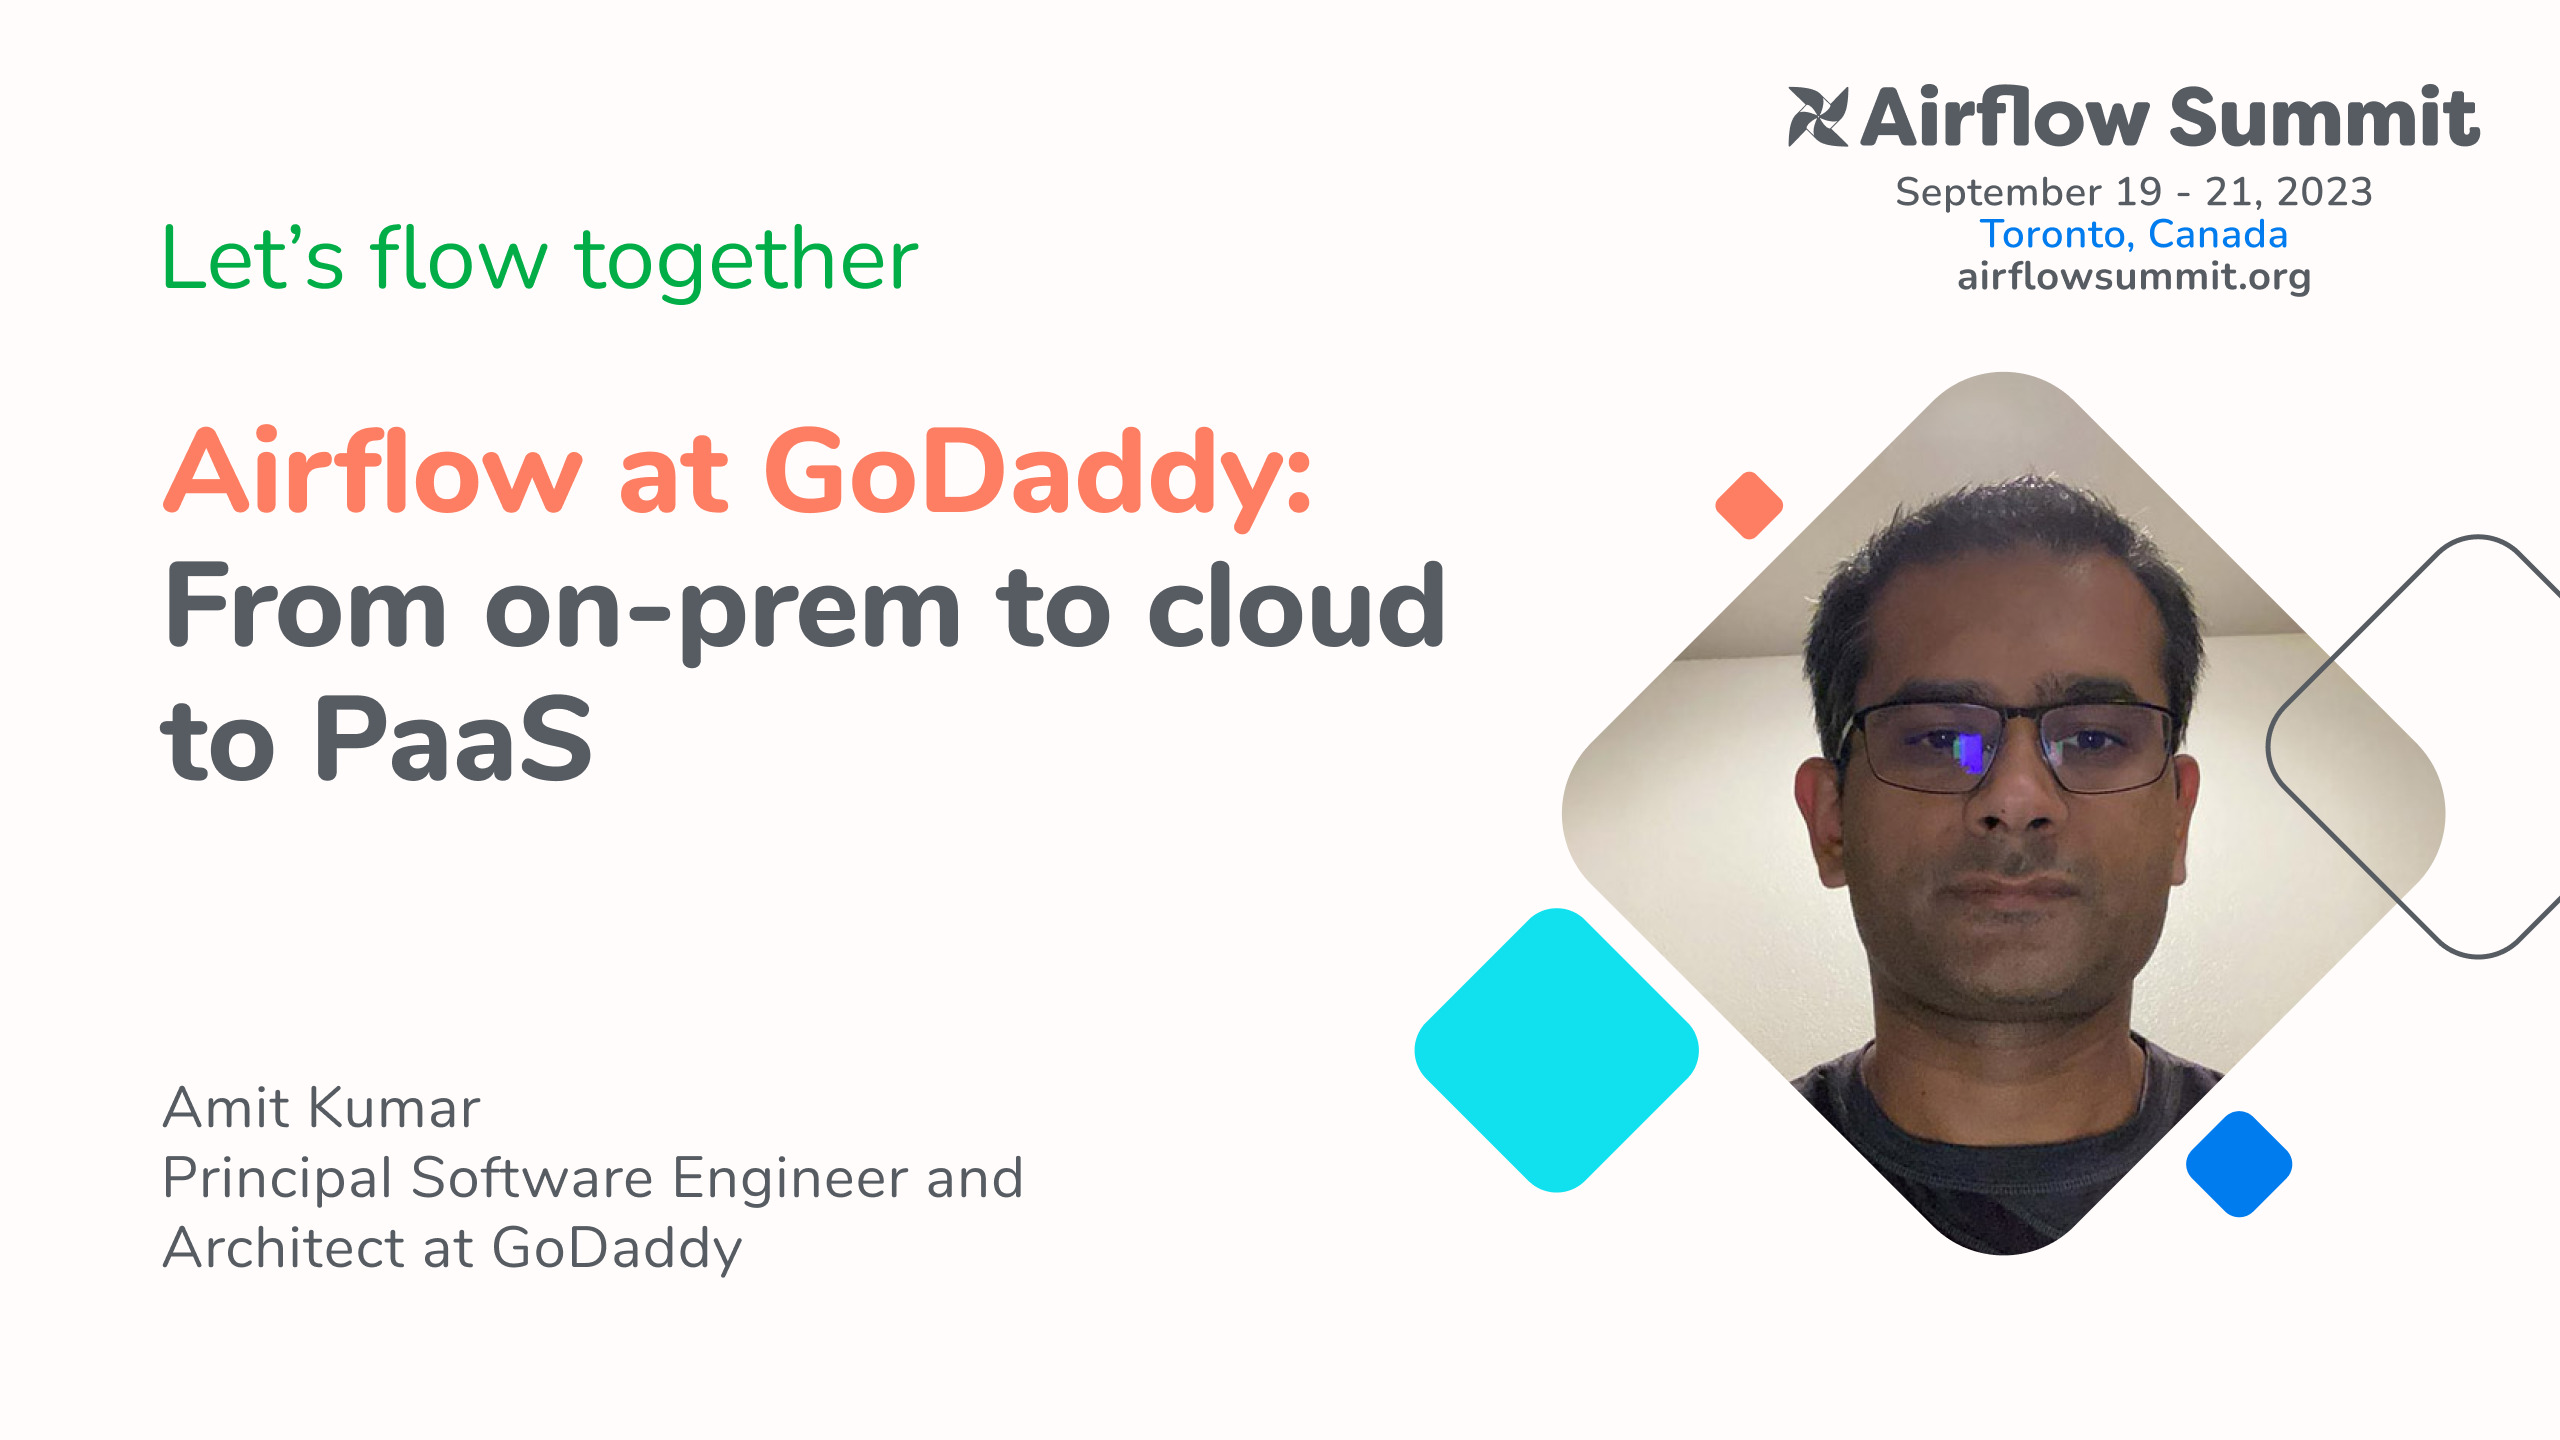 Airflow Summit
September 19 - 21, 2023
Toronto, Canada
airflowsummit.org
Let’s flow together
Airflow at GoDaddy:
From on-prem to cloud
to PaaS
Amit Kumar
Principal Software Engineer and
Architect at GoDaddy